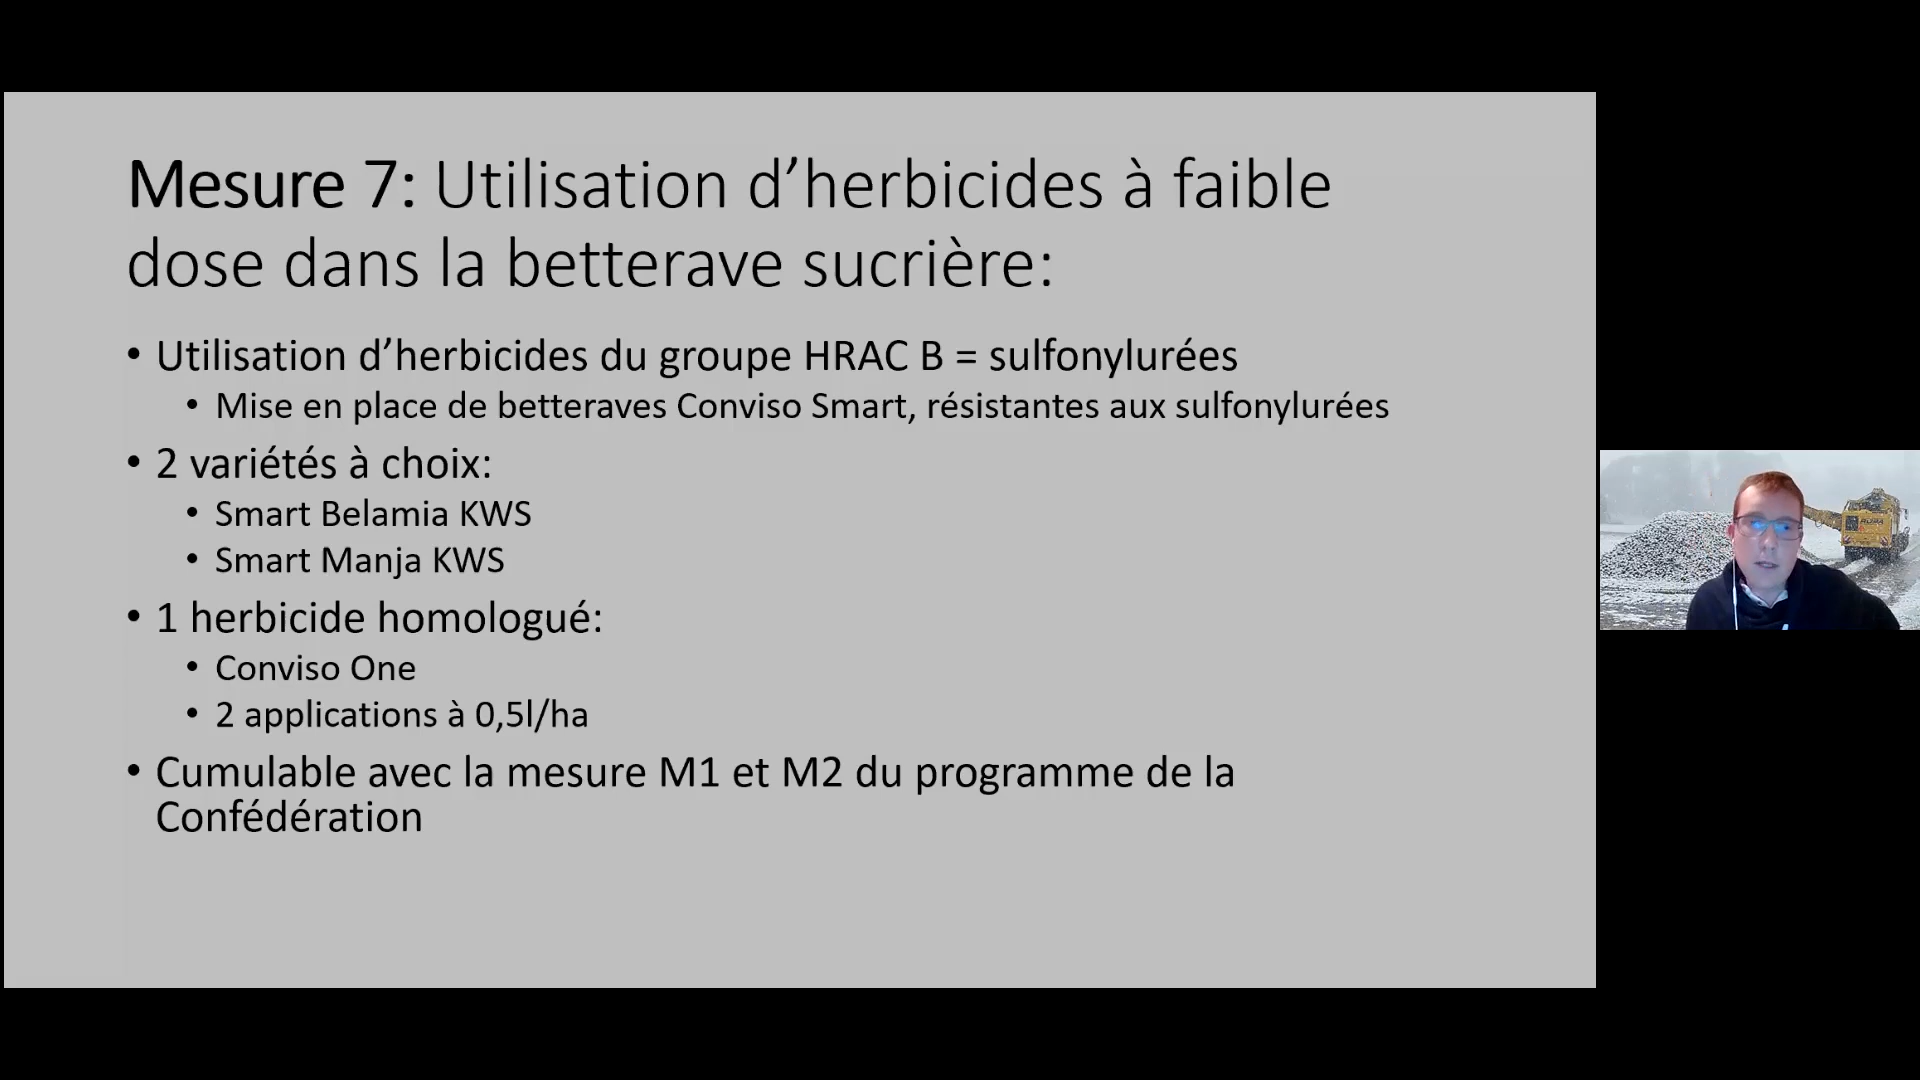 Mesure 7: Utilisation d’herbicides à faible
dose dans la betterave sucrière:
• Utilisation d’herbicides du groupe HRAC B = sulfonylurées
• Mise en place de betteraves Conviso Smart, résistantes aux sulfonylurées
• 2 variétés à choix:
• Smart Belamia KWS
• Smart Manja KWS
• 1 herbicide homologué:
• Conviso One
• 2 applications à 0,5l/ha
• Cumulable avec la mesure M1 et M2 du programme de la
Confédération